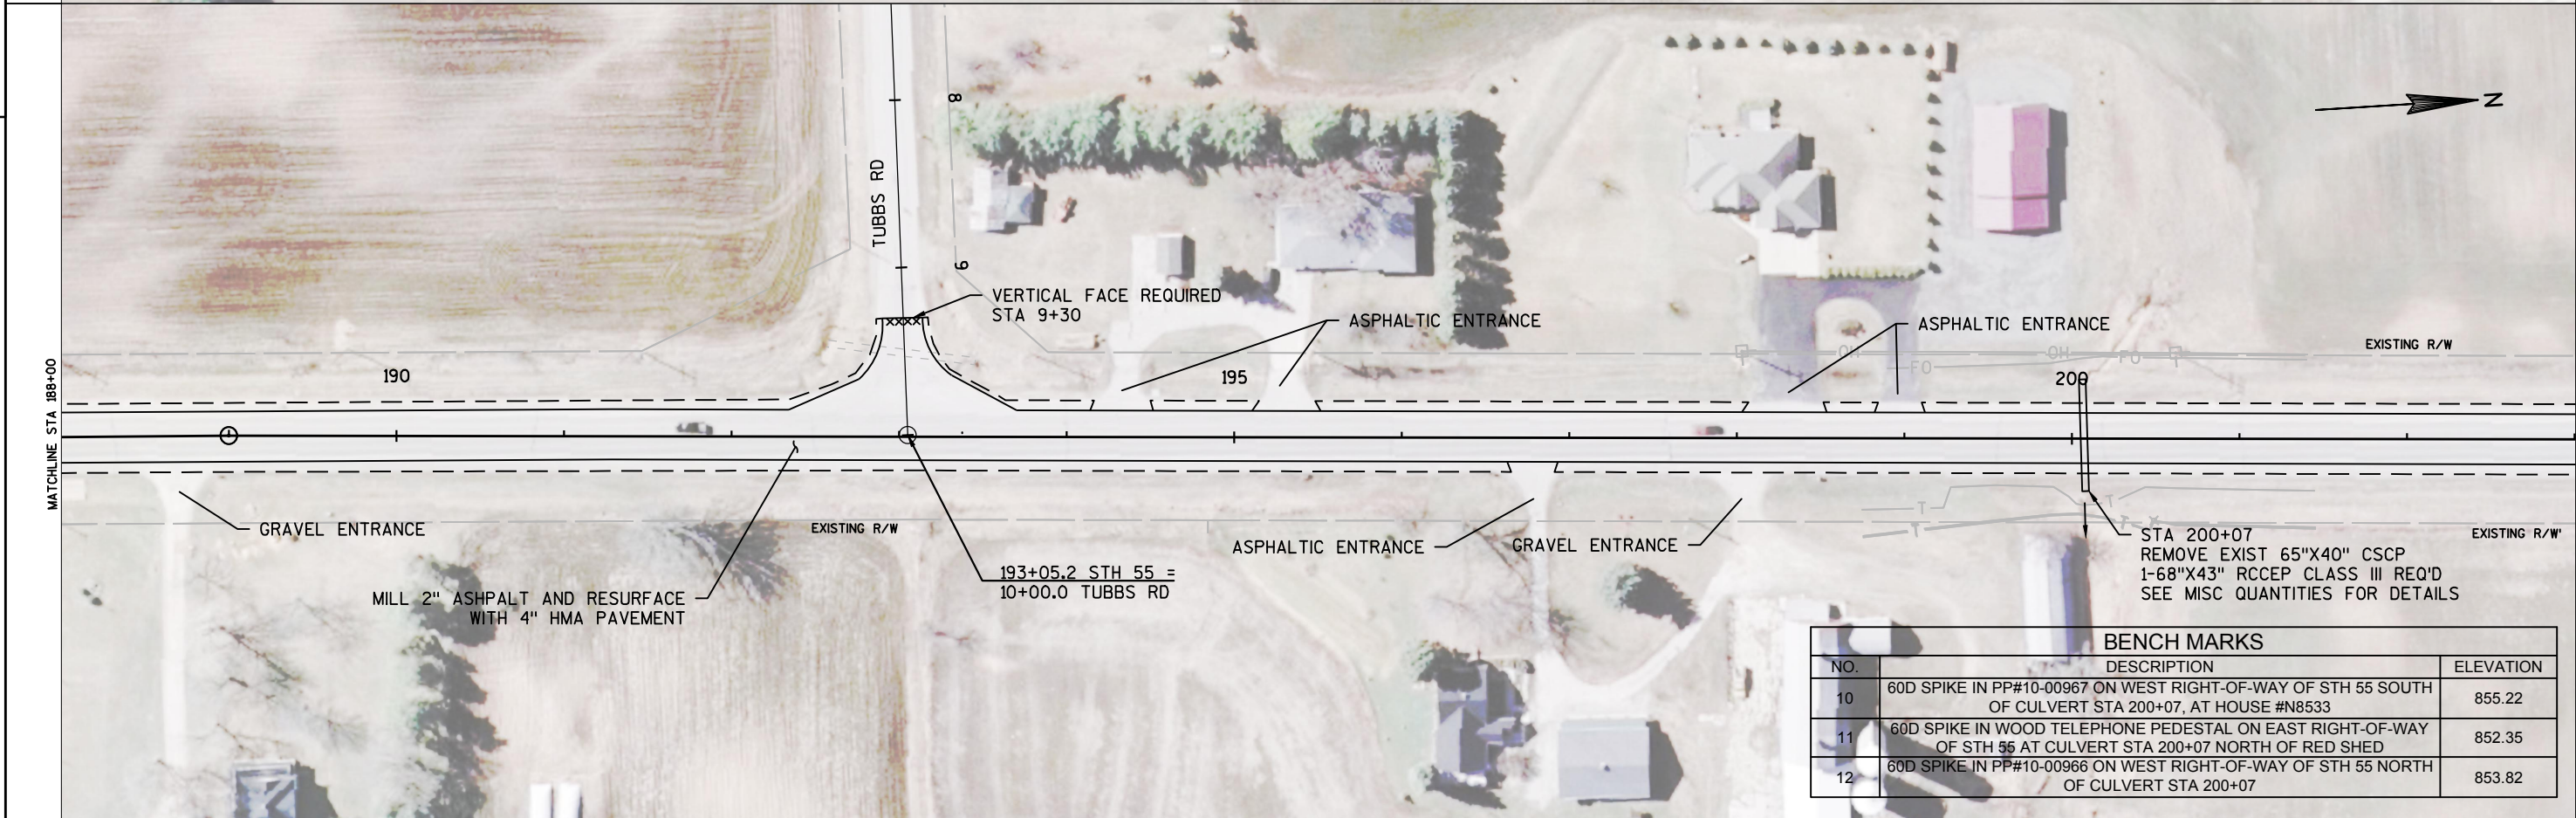 MATCHLINE STA 188+00
8
N
TUBBS RD
9
VERTICAL FACE REQUIRED
STA 9+30
ASPHALTIC ENTRANCE
ASPHALTIC ENTRANCE
EXISTING R/W
OH
OH
FO
FO
190
195
200
GRAVEL ENTRANCE
EXISTING R/W
ASPHALTIC ENTRANCE
GRAVEL ENTRANCE
T
T
T
T
EXISTING R/W
193+05.2 STH 55 =
10+00.0 TUBBS RD
MILL 2" ASHPALT AND RESURFACE
WITH 4" HMA PAVEMENT
STA 200+07
REMOVE EXIST 65"X40" CSCP
1-68"X43" RCCEP CLASS III REQ'D
SEE MISC QUANTITIES FOR DETAILS
BENCH MARKS
NO. DESCRIPTION ELEVATION
10 60D SPIKE IN PP#10-00967 ON WEST RIGHT-OF-WAY OF STH 55 SOUTH
OF CULVERT STA 200+07, AT HOUSE #N8533 855.22
11 60D SPIKE IN WOOD TELEPHONE PEDESTAL ON EAST RIGHT-OF-WAY
OF STH 55 AT CULVERT STA 200+07 NORTH OF RED SHED 852.35
12 60D SPIKE IN PP#10-00966 ON WEST RIGHT-OF-WAY OF STH 55 NORTH
OF CULVERT STA 200+07 853.82